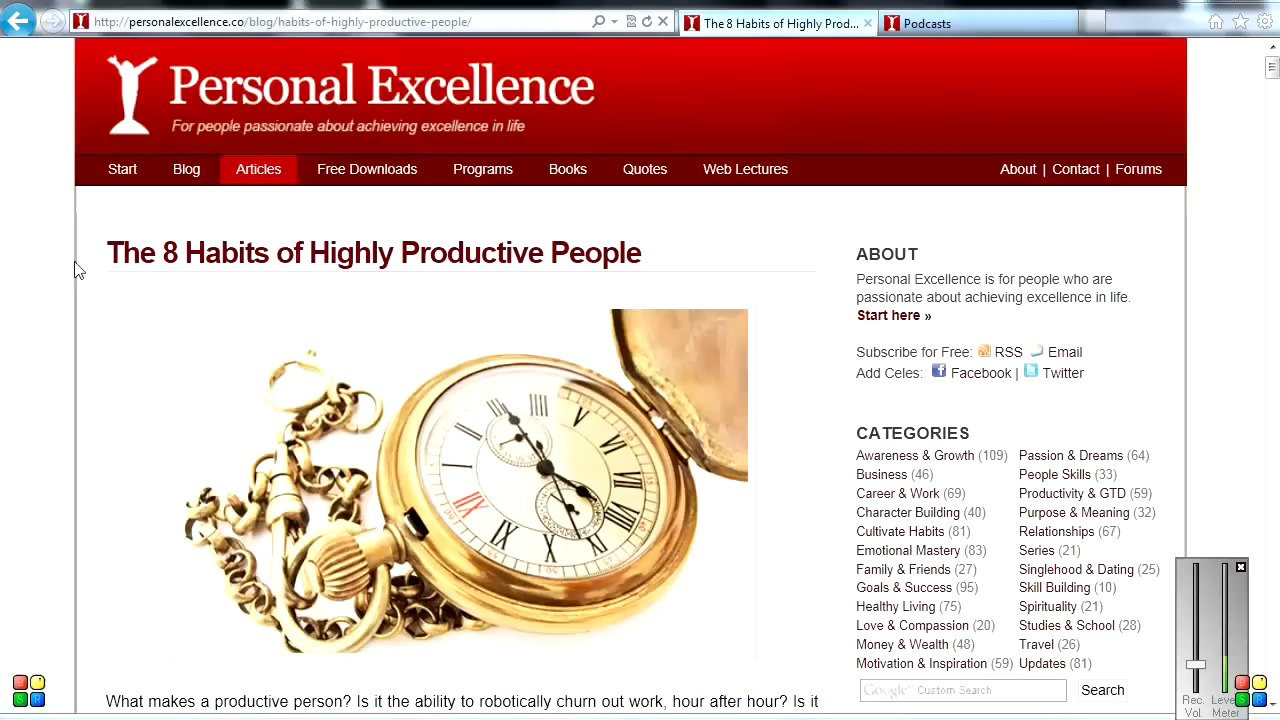 http://personalexcellence.co/blog/habits-of-highly-productive-people/
The 8 Habits of Highly Prod...
Podcasts
Personal Excellence
For people passionate about achieving excellence in life
Start Blog Articles Free Downloads Programs Books Quotes Web Lectures About | Contact | Forums
The 8 Habits of Highly Productive People
What makes a productive person? Is it the ability to robotically churn out work, hour after hour? Is it
ABOUT
Personal Excellence is for people who are
passionate about achieving excellence in life.
Start here »
Subscribe for Free: RSS Email
Add Celes: Facebook | Twitter
CATEGORIES
Awareness & Growth (109) Passion & Dreams (64)
Business (46) People Skills (33)
Career & Work (69) Productivity & GTD (59)
Character Building (40) Purpose & Meaning (32)
Cultivate Habits (81) Relationships (67)
Emotional Mastery (83) Series (21)
Family & Friends (27) Singlehood & Dating (25)
Goals & Success (95) Skill Building (10)
Healthy Living (75) Spirituality (21)
Love & Compassion (20) Studies & School (28)
Money & Wealth (48) Travel (26)
Motivation & Inspiration (59) Updates (81)
Google Custom Search Search
Rec. Vol.
Meter